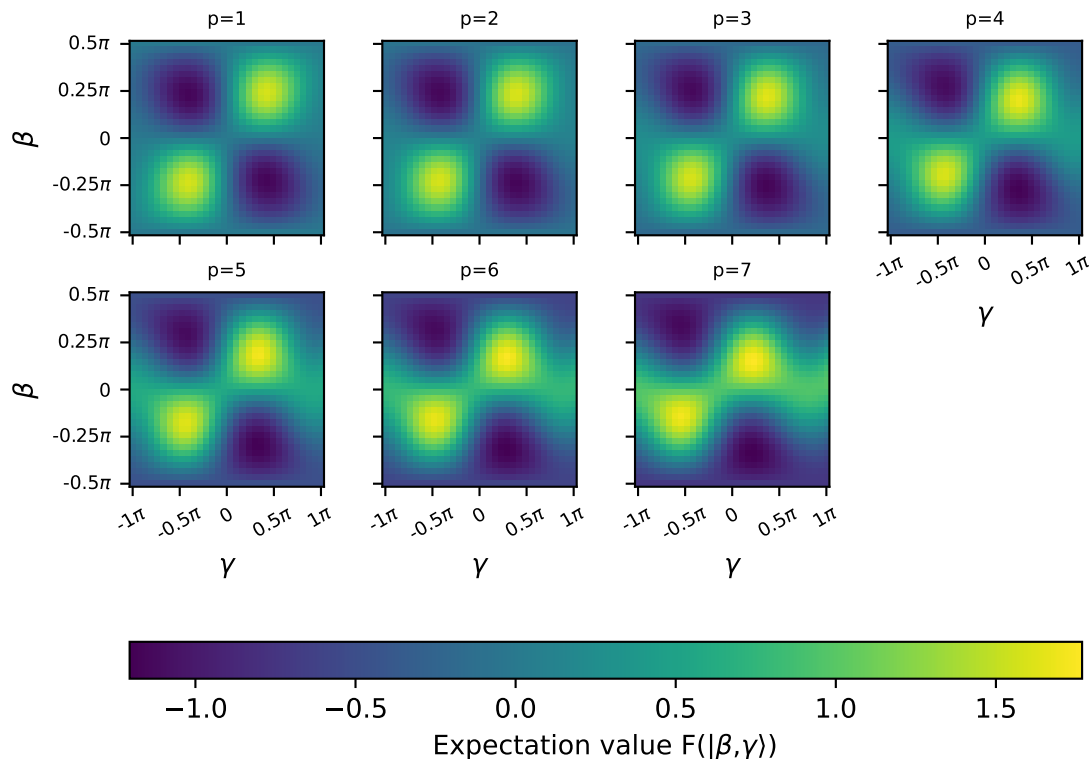 p=1 p=2 p=3 p=4
0.5π
0.25π
0
-0.25π
-0.5π
β
-1π -0.5π 0 0.5π 1π
γ
p=5 p=6 p=7
0.5π
0.25π
0
-0.25π
-0.5π
β
-1π -0.5π 0 0.5π 1π -1π -0.5π 0 0.5π 1π -1π -0.5π 0 0.5π 1π
γ γ γ
−1.0 −0.5 0.0 0.5 1.0 1.5
Expectation value F(|β,γ⟩)